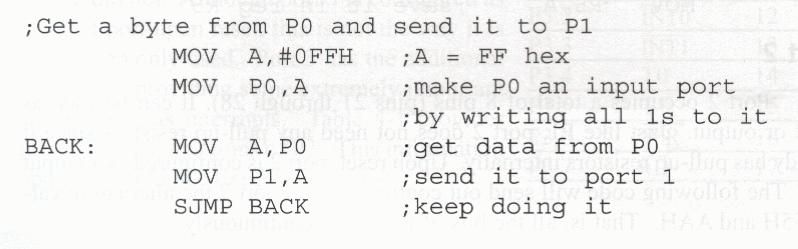 ;Get a byte from P0 and send it to P1
MOV A,#0FFH ;A = FF hex
MOV P0,A ;make P0 an input port
;by writing all 1s to it
BACK: MOV A,P0 ;get data from P0
MOV P1,A ;send it to port 1
SJMP BACK ;keep doing it